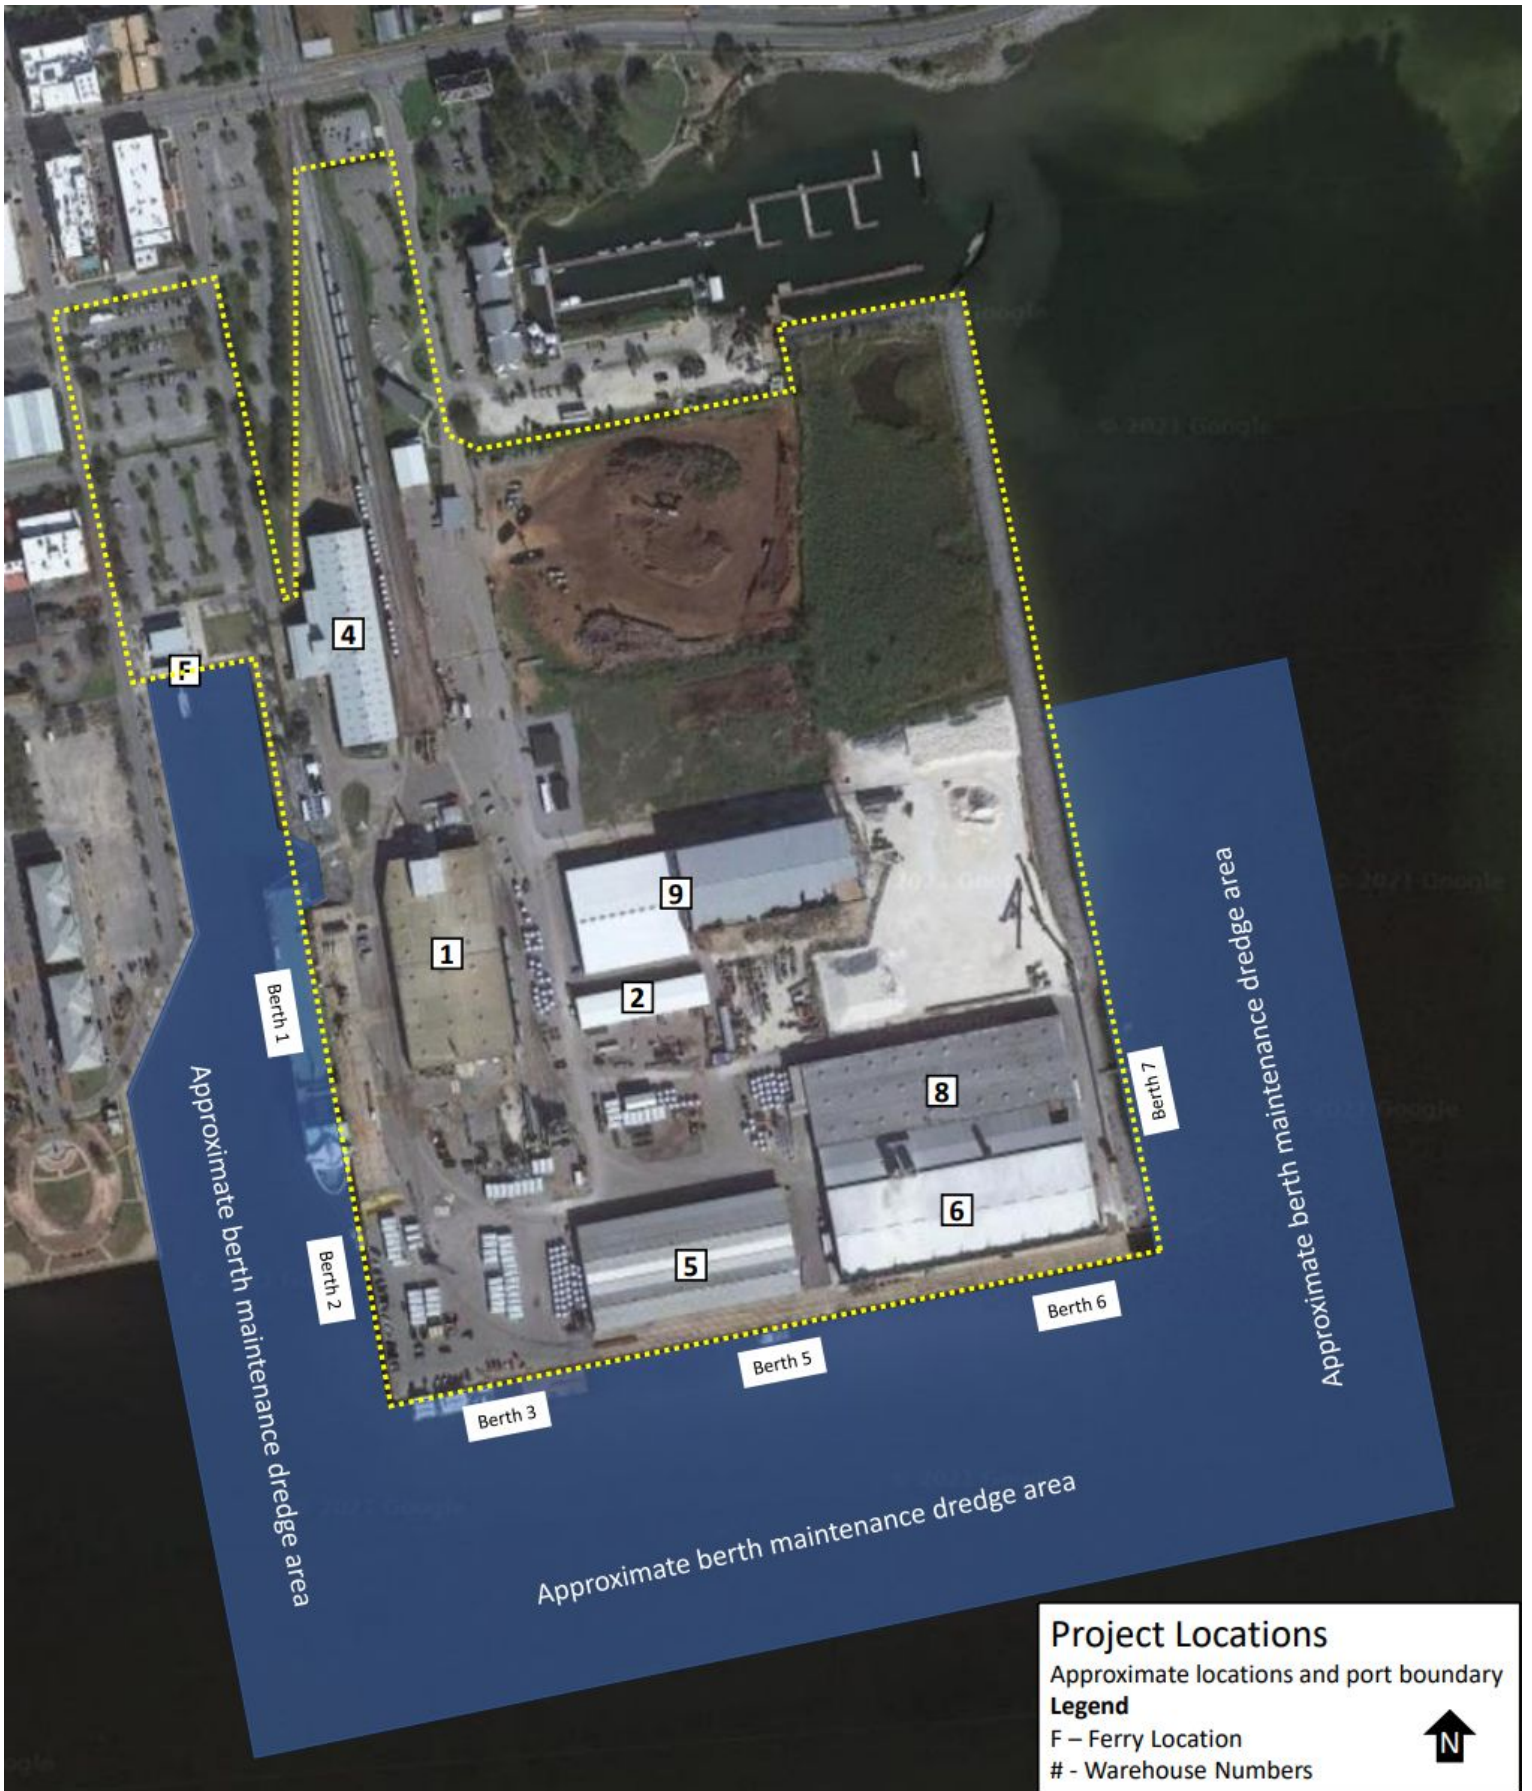 © 2021 Google
4
F
© 2021 Google
9
1
2
Berth 1
8
Berth 7
Approximate berth maintenance dredge area
6
5
Berth 2
Berth 6
Berth 5
Berth 3
Approximate berth maintenance dredge area
Approximate berth maintenance dredge area
Project Locations
Approximate locations and port boundary
Legend
F – Ferry Location
# - Warehouse Numbers
N